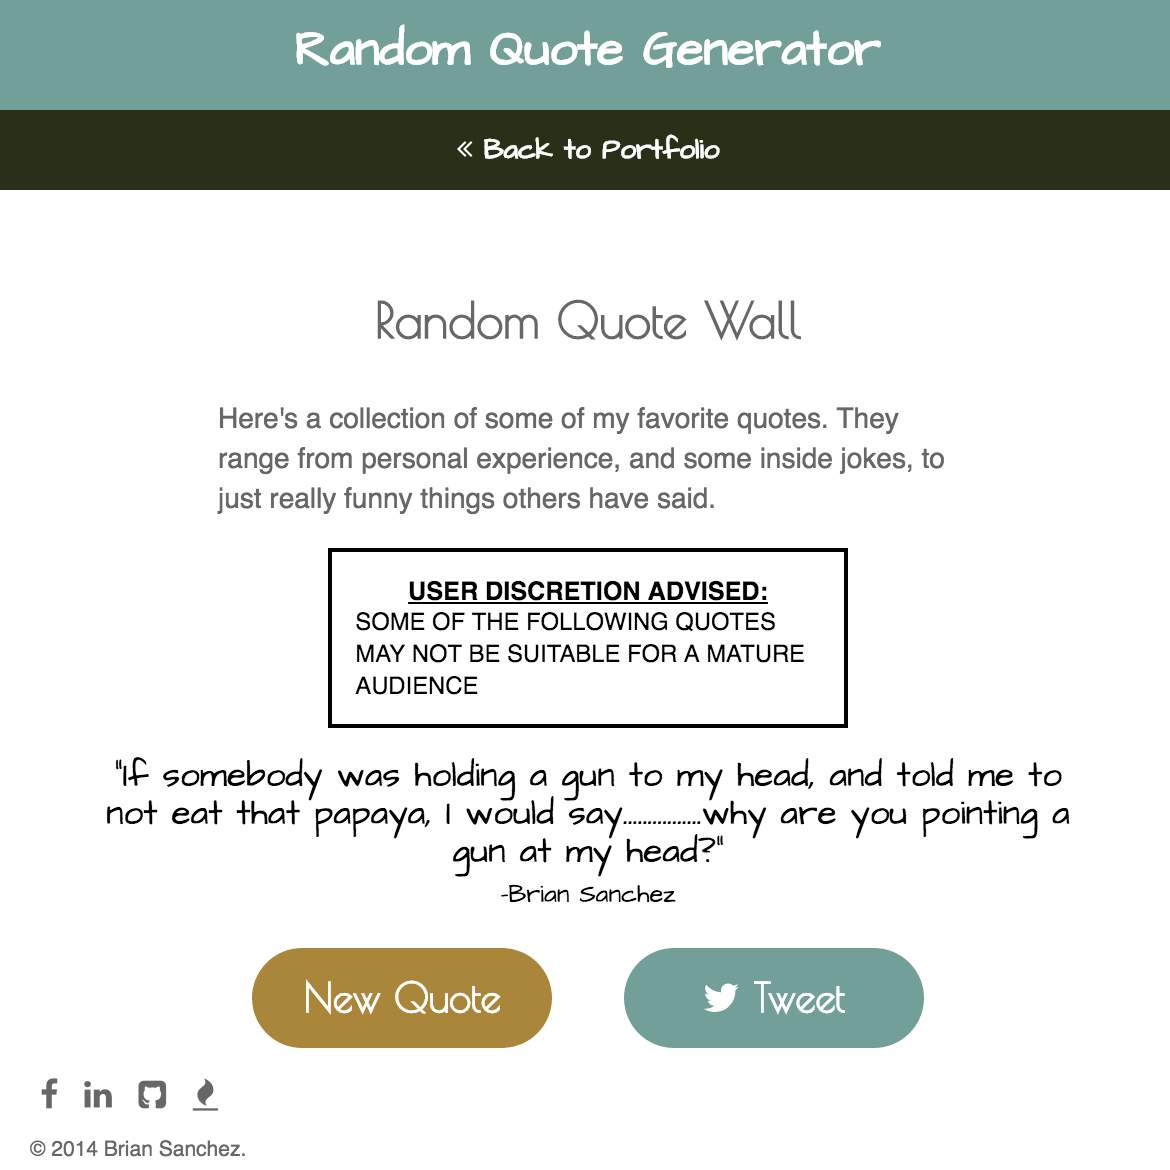 Random Quote Generator
« Back to Portfolio
Random Quote Wall
Here's a collection of some of my favorite quotes. They
range from personal experience, and some inside jokes, to
just really funny things others have said.
USER DISCRETION ADVISED:
SOME OF THE FOLLOWING QUOTES
MAY NOT BE SUITABLE FOR A MATURE
AUDIENCE
"If somebody was holding a gun to my head, and told me to
not eat that papaya, I would say................why are you pointing a
gun at my head?"
-Brian Sanchez
New Quote
Tweet
© 2014 Brian Sanchez.